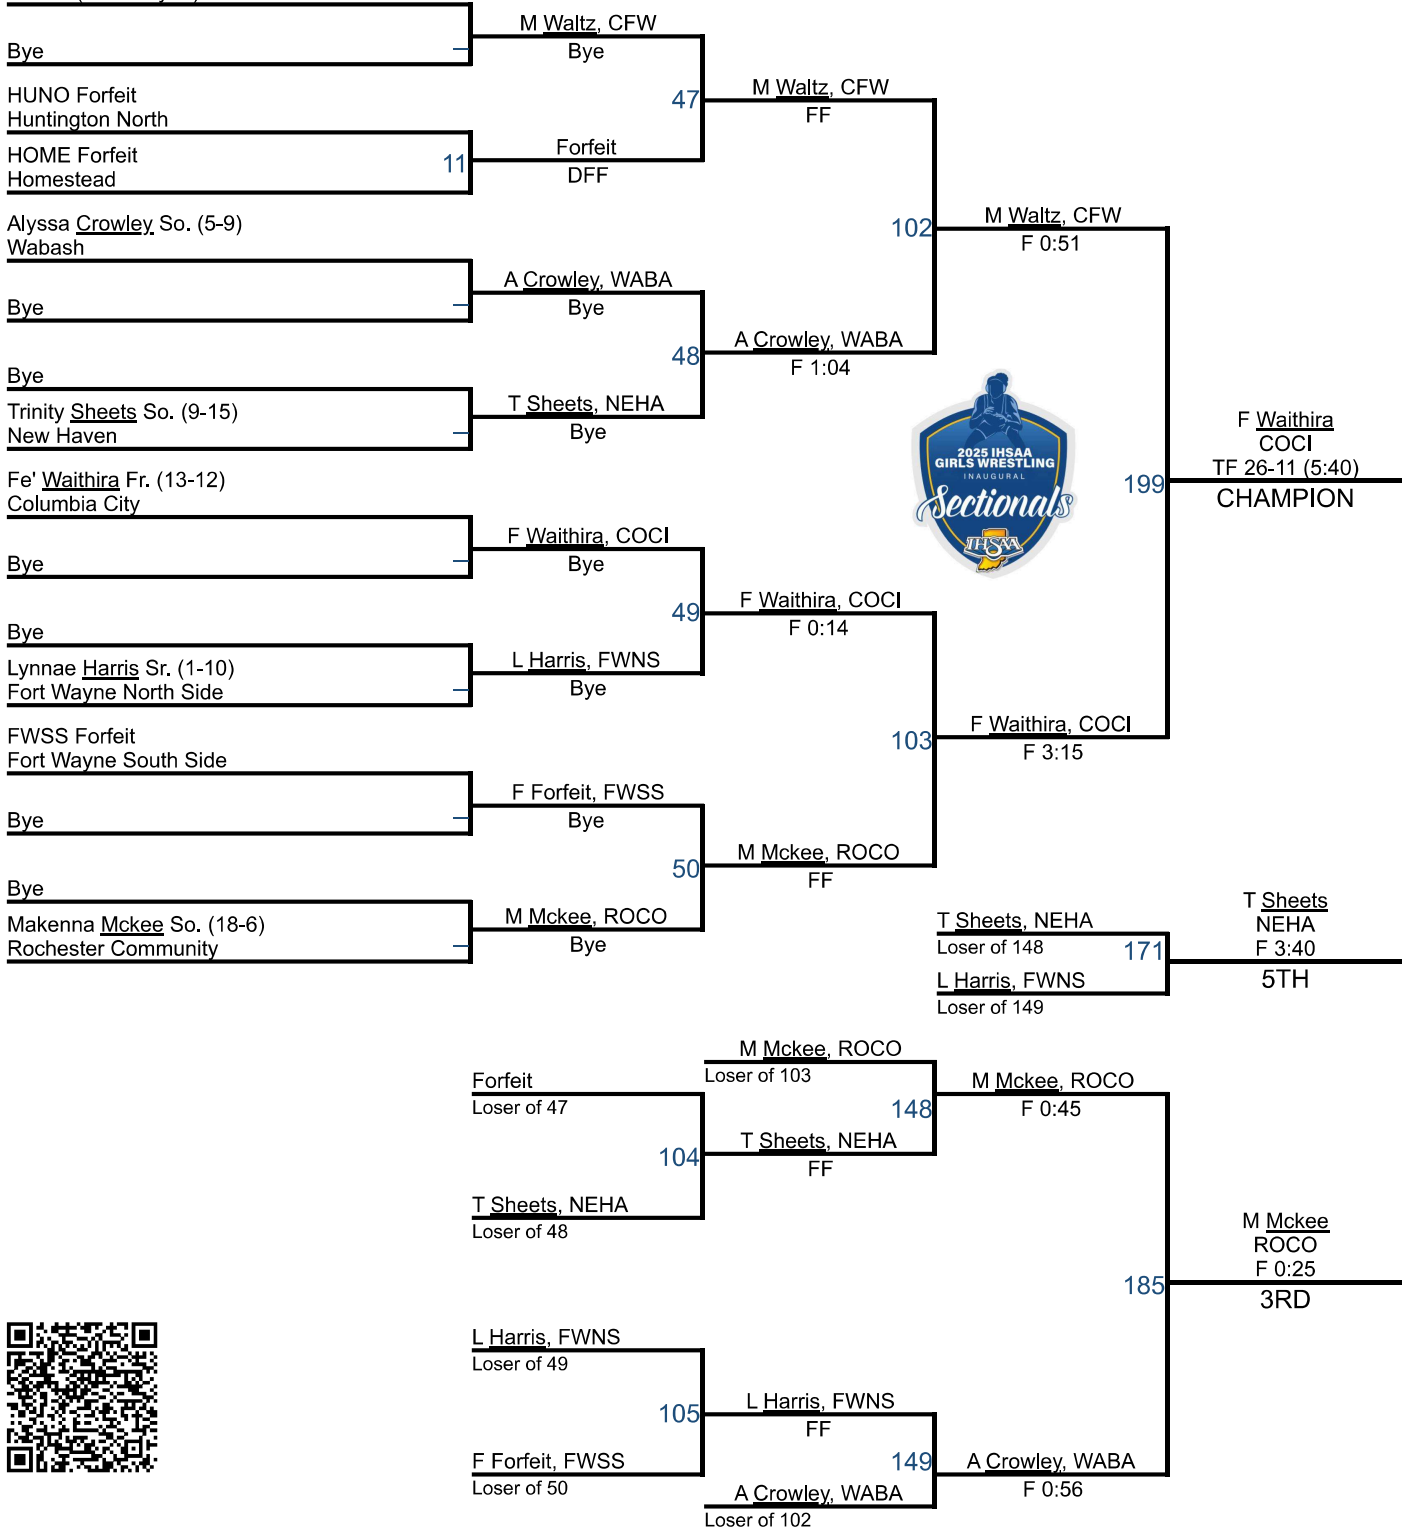 Bye
HUNO Forfeit
Huntington North
HOME Forfeit
Homestead
11
Alyssa Crowley So. (5-9)
Wabash
Bye
Bye
Trinity Sheets So. (9-15)
New Haven
Fe' Waithira Fr. (13-12)
Columbia City
Bye
Bye
Lynnae Harris Sr. (1-10)
Fort Wayne North Side
FWSS Forfeit
Fort Wayne South Side
Bye
Bye
Makenna Mckee So. (18-6)
Rochester Community
M Waltz, CFW
Bye
47
Forfeit
DFF
A Crowley, WABA
Bye
48
T Sheets, NEHA
Bye
F Waithira, COCI
Bye
49
L Harris, FWNS
Bye
F Forfeit, FWSS
Bye
50
M Mckee, ROCO
Bye
M Waltz, CFW
FF
102
A Crowley, WABA
F 1:04
F Waithira, COCI
F 0:14
103
M Mckee, ROCO
FF
M Waltz, CFW
F 0:51
2025 IHSAA
GIRLS WRESTLING
INAUGURAL
Sectionals
IHSAA
199
F Waithira, COCI
F 3:15
F Waithira
COCI
TF 26-11 (5:40)
CHAMPION
T Sheets, NEHA
Loser of 148
171
L Harris, FWNS
Loser of 149
T Sheets
NEHA
F 3:40
5TH
Forfeit
Loser of 47
104
T Sheets, NEHA
Loser of 48
L Harris, FWNS
Loser of 49
105
F Forfeit, FWSS
Loser of 50
M Mckee, ROCO
Loser of 103
148
T Sheets, NEHA
FF
L Harris, FWNS
FF
149
A Crowley, WABA
Loser of 102
M Mckee, ROCO
F 0:45
185
A Crowley, WABA
F 0:56
M Mckee
ROCO
F 0:25
3RD